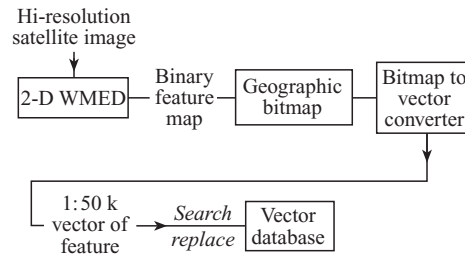 Hi-resolution
satellite image
2-D WMED
Binary
feature
map
Geographic
bitmap
Bitmap to
vector
converter
1:50 k
vector of
feature
Search
replace
Vector
database